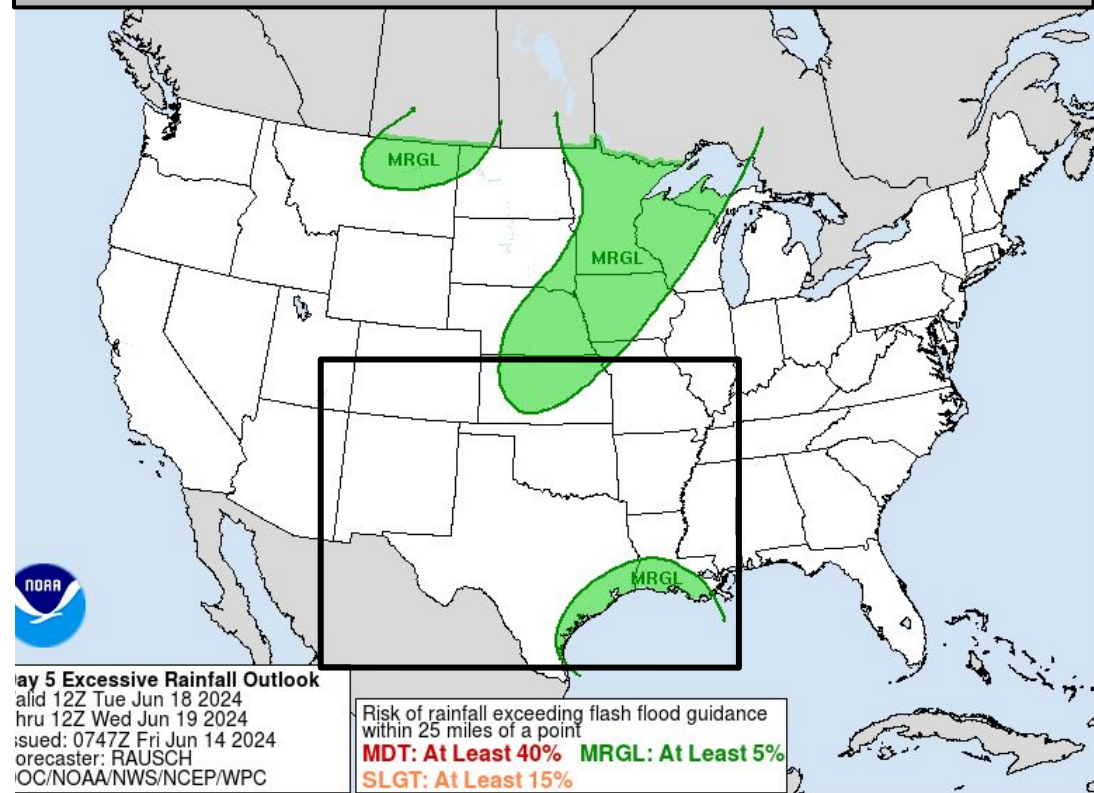 MRGL
MRGL
MRGL
NOAA
ay 5 Excessive Rainfall Outlook
alid 12Z Tue Jun 18 2024
hru 12Z Wed Jun 19 2024
ssued: 0747Z Fri Jun 14 2024
orecaster: RAUSCH
OC/NOAA/NWS/NCEP/WPC
Risk of rainfall exceeding flash flood guidance
within 25 miles of a point
MDT: At Least 40% MRGL: At Least 5%
SLGT: At Least 15%